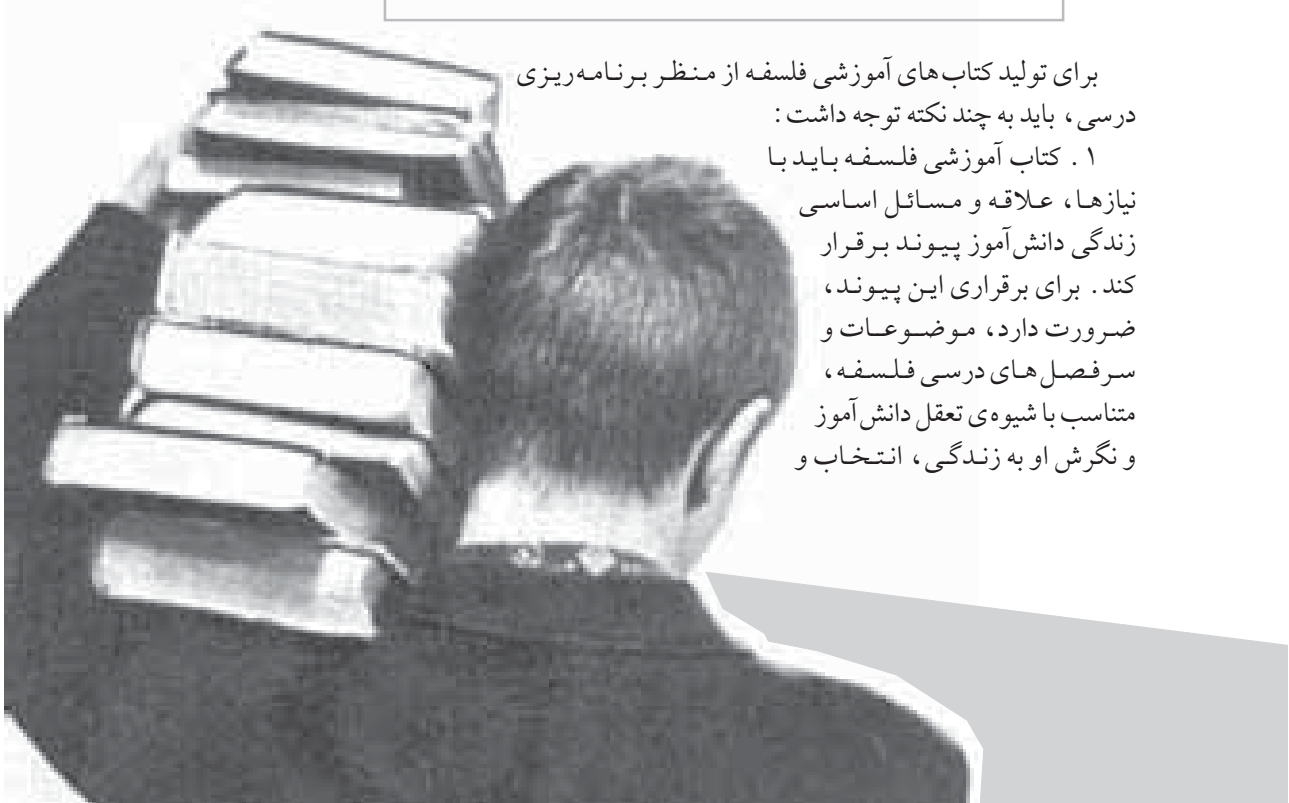 برای تولید کتاب‌های آموزشی فلسفه از منظر برنامه‌ریزی
درسی، باید به چند نکته توجه داشت:
۱. کتاب آموزشی فلسفه باید با
نیازها، علاقه و مسائل اساسی
زندگی دانش‌آموز پیوند برقرار
کند. برای برقراری این پیوند،
ضرورت دارد، موضوعات و
سرفصل‌های درسی فلسفه،
متناسب با شیوه‌ی تعقل دانش‌آموز
و نگرش او به زندگی، انتخاب و